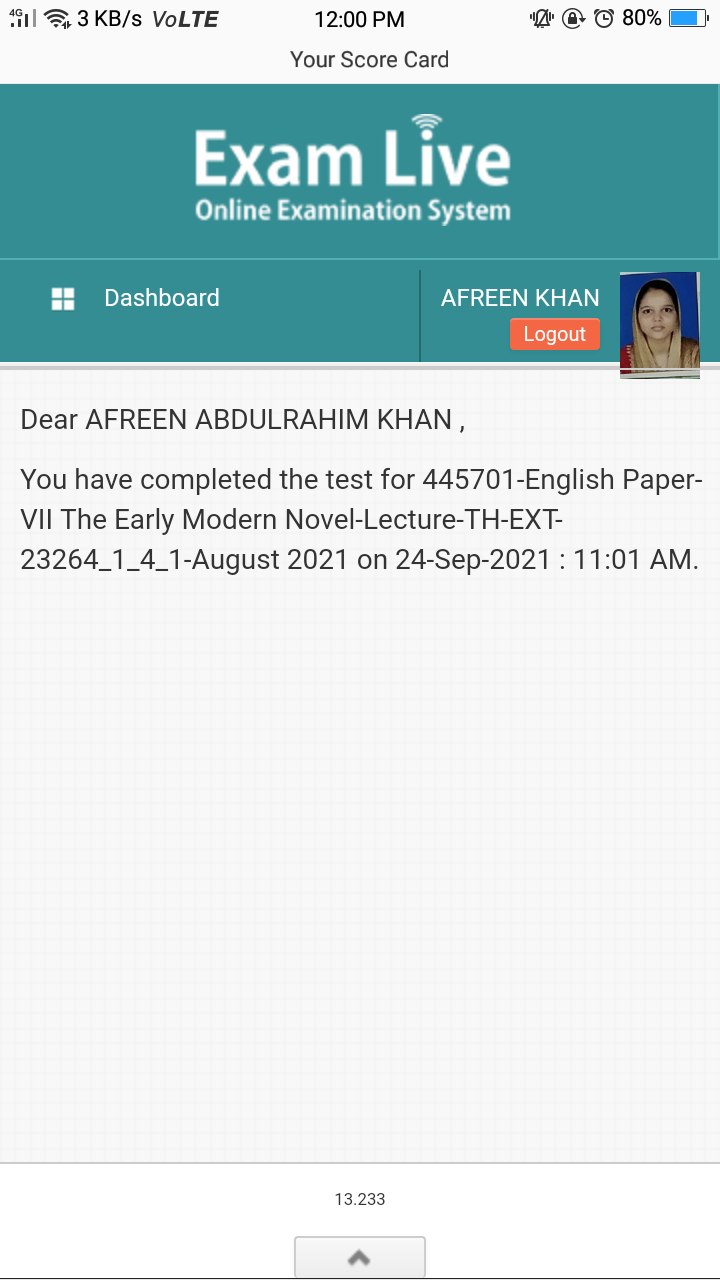 4G 3 KB/s VoLTE 12:00 PM 80%
Your Score Card
Exam Live
Online Examination System
Dashboard
AFREEN KHAN
Logout
Dear AFREEN ABDULRAHIM KHAN ,
You have completed the test for 445701-English Paper-
VII The Early Modern Novel-Lecture-TH-EXT-
23264_1_4_1-August 2021 on 24-Sep-2021 : 11:01 AM.
13.233